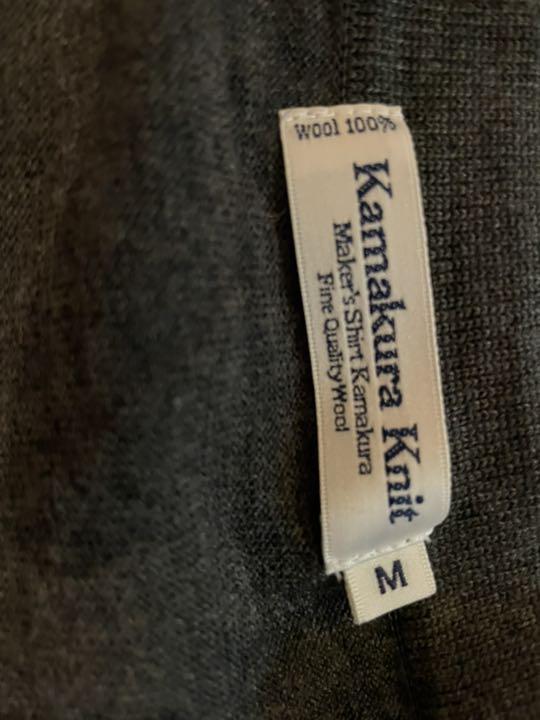 Wool 100%
Kamakura Knit
Maker's Shirt Kamakura
Fine Quality Wool
M